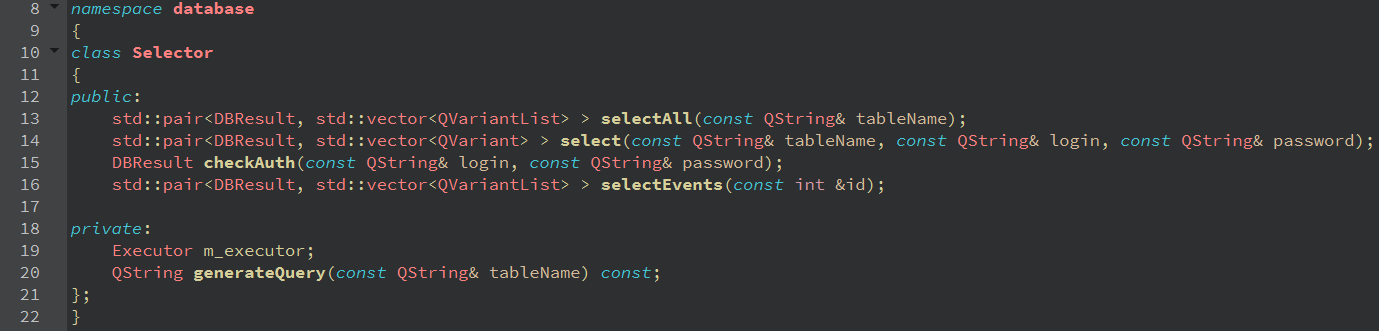 8 namespace database
9 {
10 class Selector
11 {
12 public:
13     std::pair<DBResult, std::vector<QVariantList> > selectAll(const QString& tableName);
14     std::pair<DBResult, std::vector<QVariant> > select(const QString& tableName, const QString& login, const QString& password);
15     DBResult checkAuth(const QString& login, const QString& password);
16     std::pair<DBResult, std::vector<QVariantList> > selectEvents(const int &id);
17
18 private:
19     Executor m_executor;
20     QString generateQuery(const QString& tableName) const;
21 };
22 }